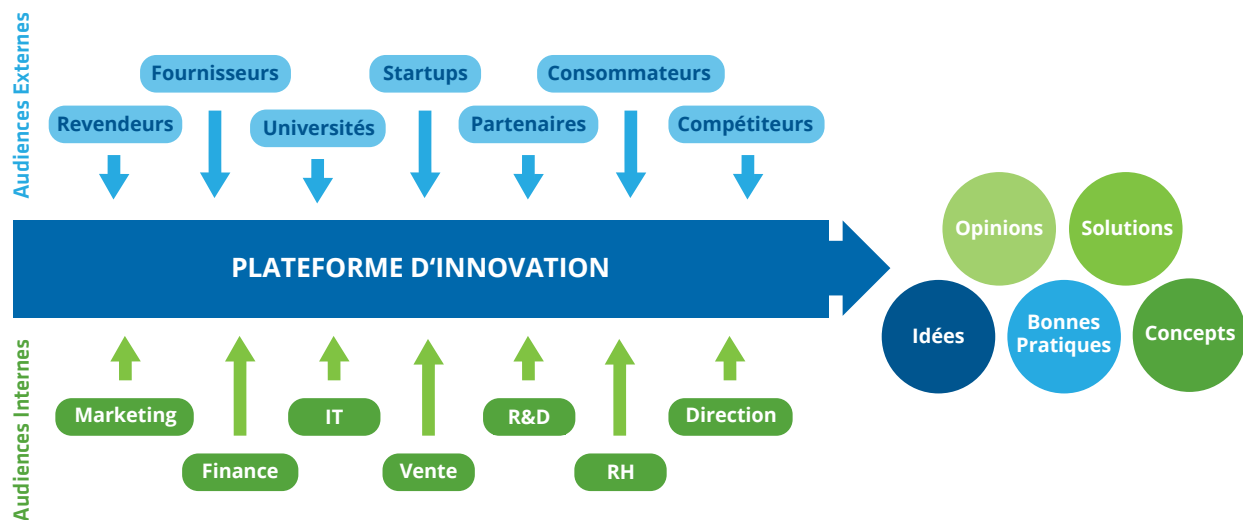 Audiences Externes
Fournisseurs
Startups
Consommateurs
Revendeurs
Universités
Partenaires
Compétiteurs
PLATEFORME D‘INNOVATION
Opinions
Solutions
Idées
Bonnes
Pratiques
Concepts
Audiences Internes
Marketing
IT
R&D
Direction
Finance
Vente
RH